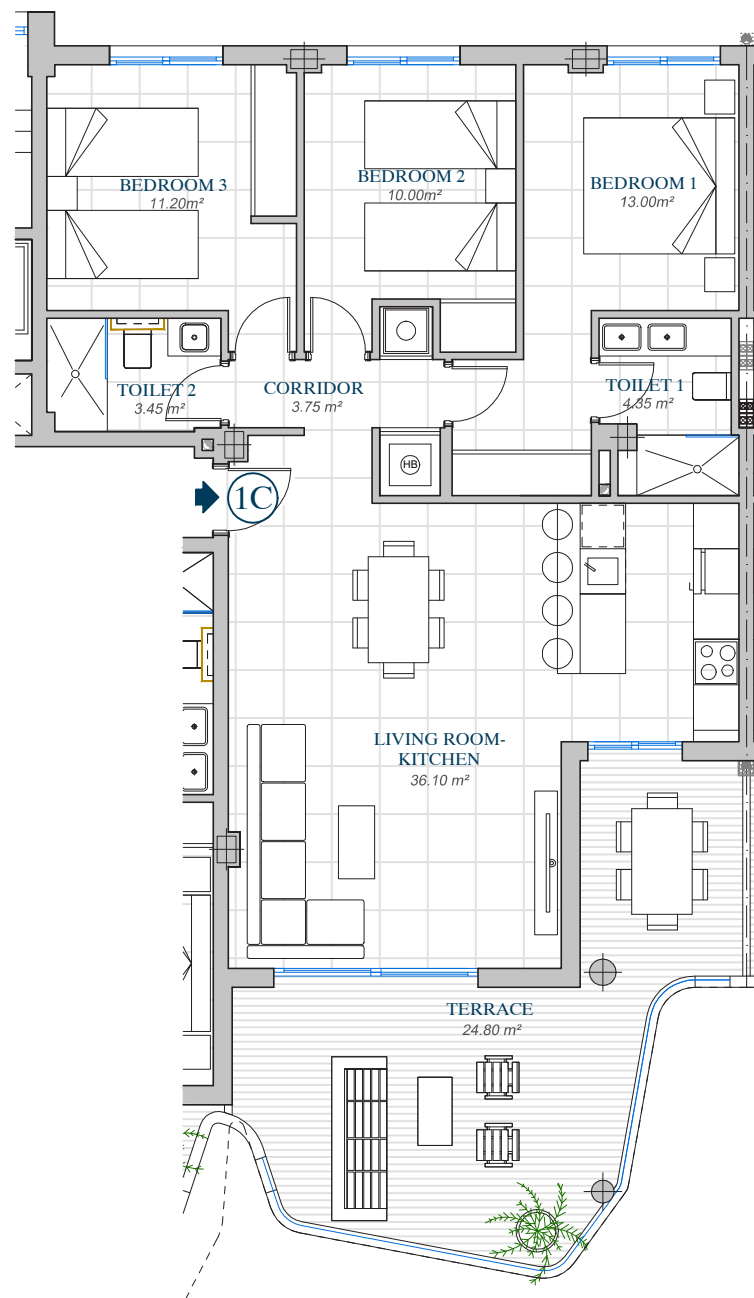 BEDROOM 3
11.20m²
BEDROOM 2
10.00m²
BEDROOM 1
13.00m²
TOILET 2
3.45 m²
CORRIDOR
3.75 m²
TOILET 1
4.35 m²
HB
1C
LIVING ROOM-
KITCHEN
36.10 m²
TERRACE
24.80 m²